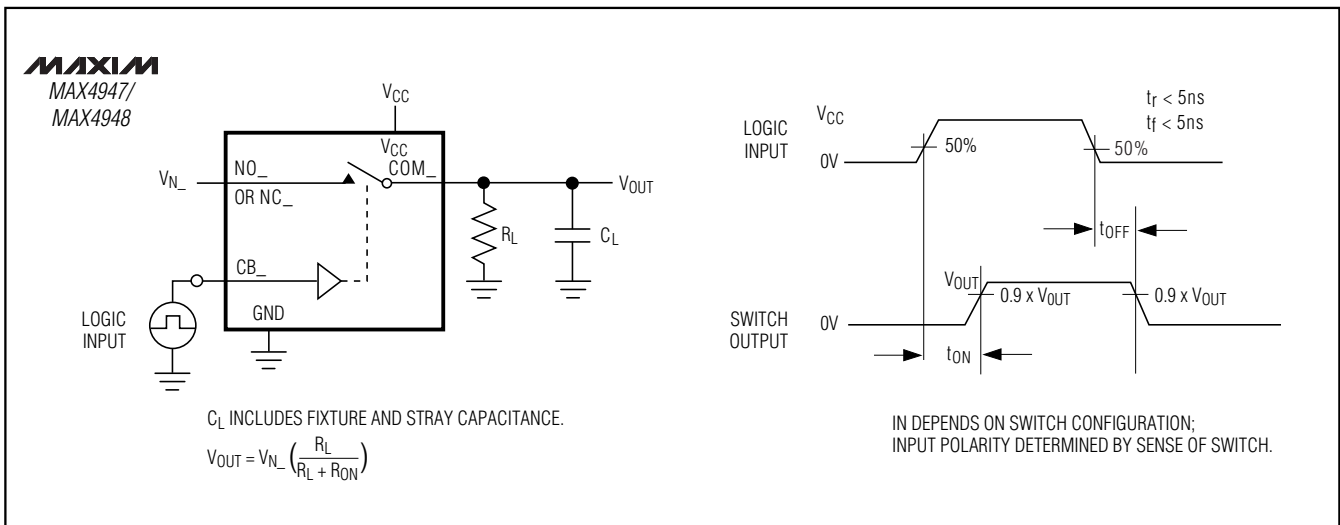 MAXIM
MAX4947/
MAX4948
VCC
VCC
NO_
COM_
VN_
OR NC_
VOUT
RL
CL
CB_
GND
LOGIC
INPUT
CL INCLUDES FIXTURE AND STRAY CAPACITANCE.
VOUT = VN_ (RL / RL + RON)
tr < 5ns
tf < 5ns
LOGIC
INPUT
VCC
0V
50%
50%
tOFF
VOUT
0.9 x VOUT
0.9 x VOUT
SWITCH
OUTPUT
0V
tON
IN DEPENDS ON SWITCH CONFIGURATION;
INPUT POLARITY DETERMINED BY SENSE OF SWITCH.